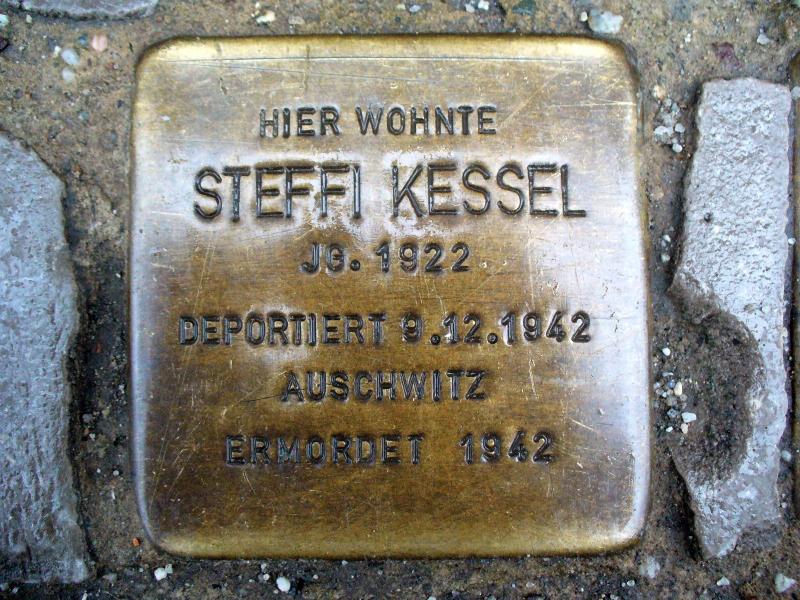 HIER WOHNTE
STEFFI KESSEL
JG. 1922
DEPORTIERT 9.12.1942
AUSCHWITZ
ERMORDET 1942